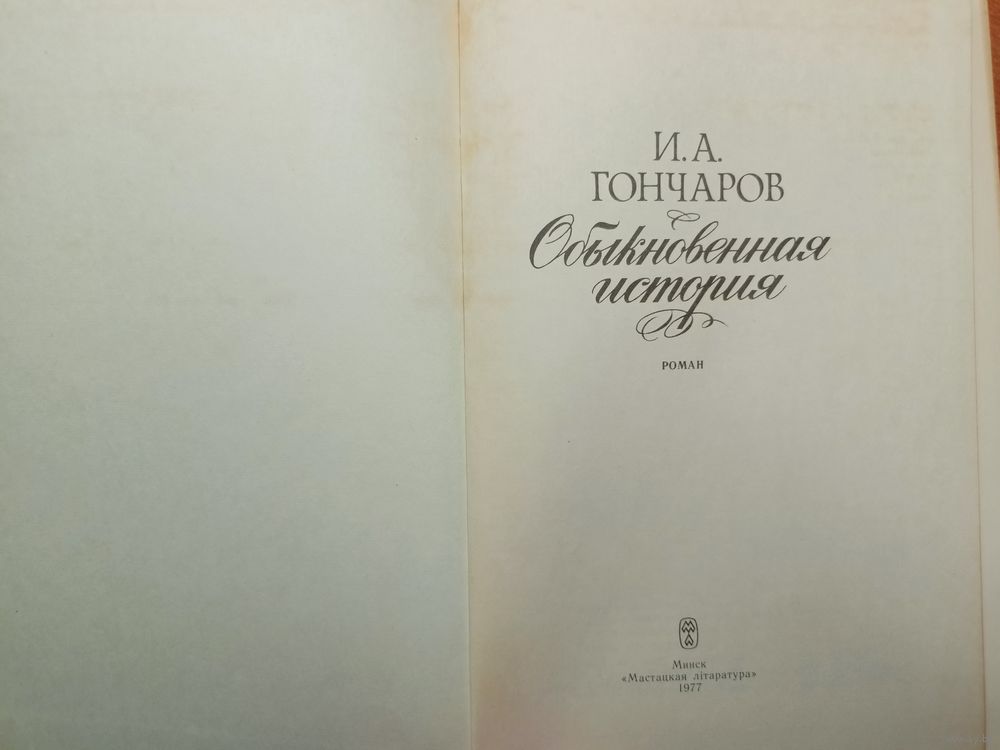 И. А.
ГОНЧАРОВ
Обыкновенная
история
РОМАН
Минск
«Мастацкая літаратура»
1977